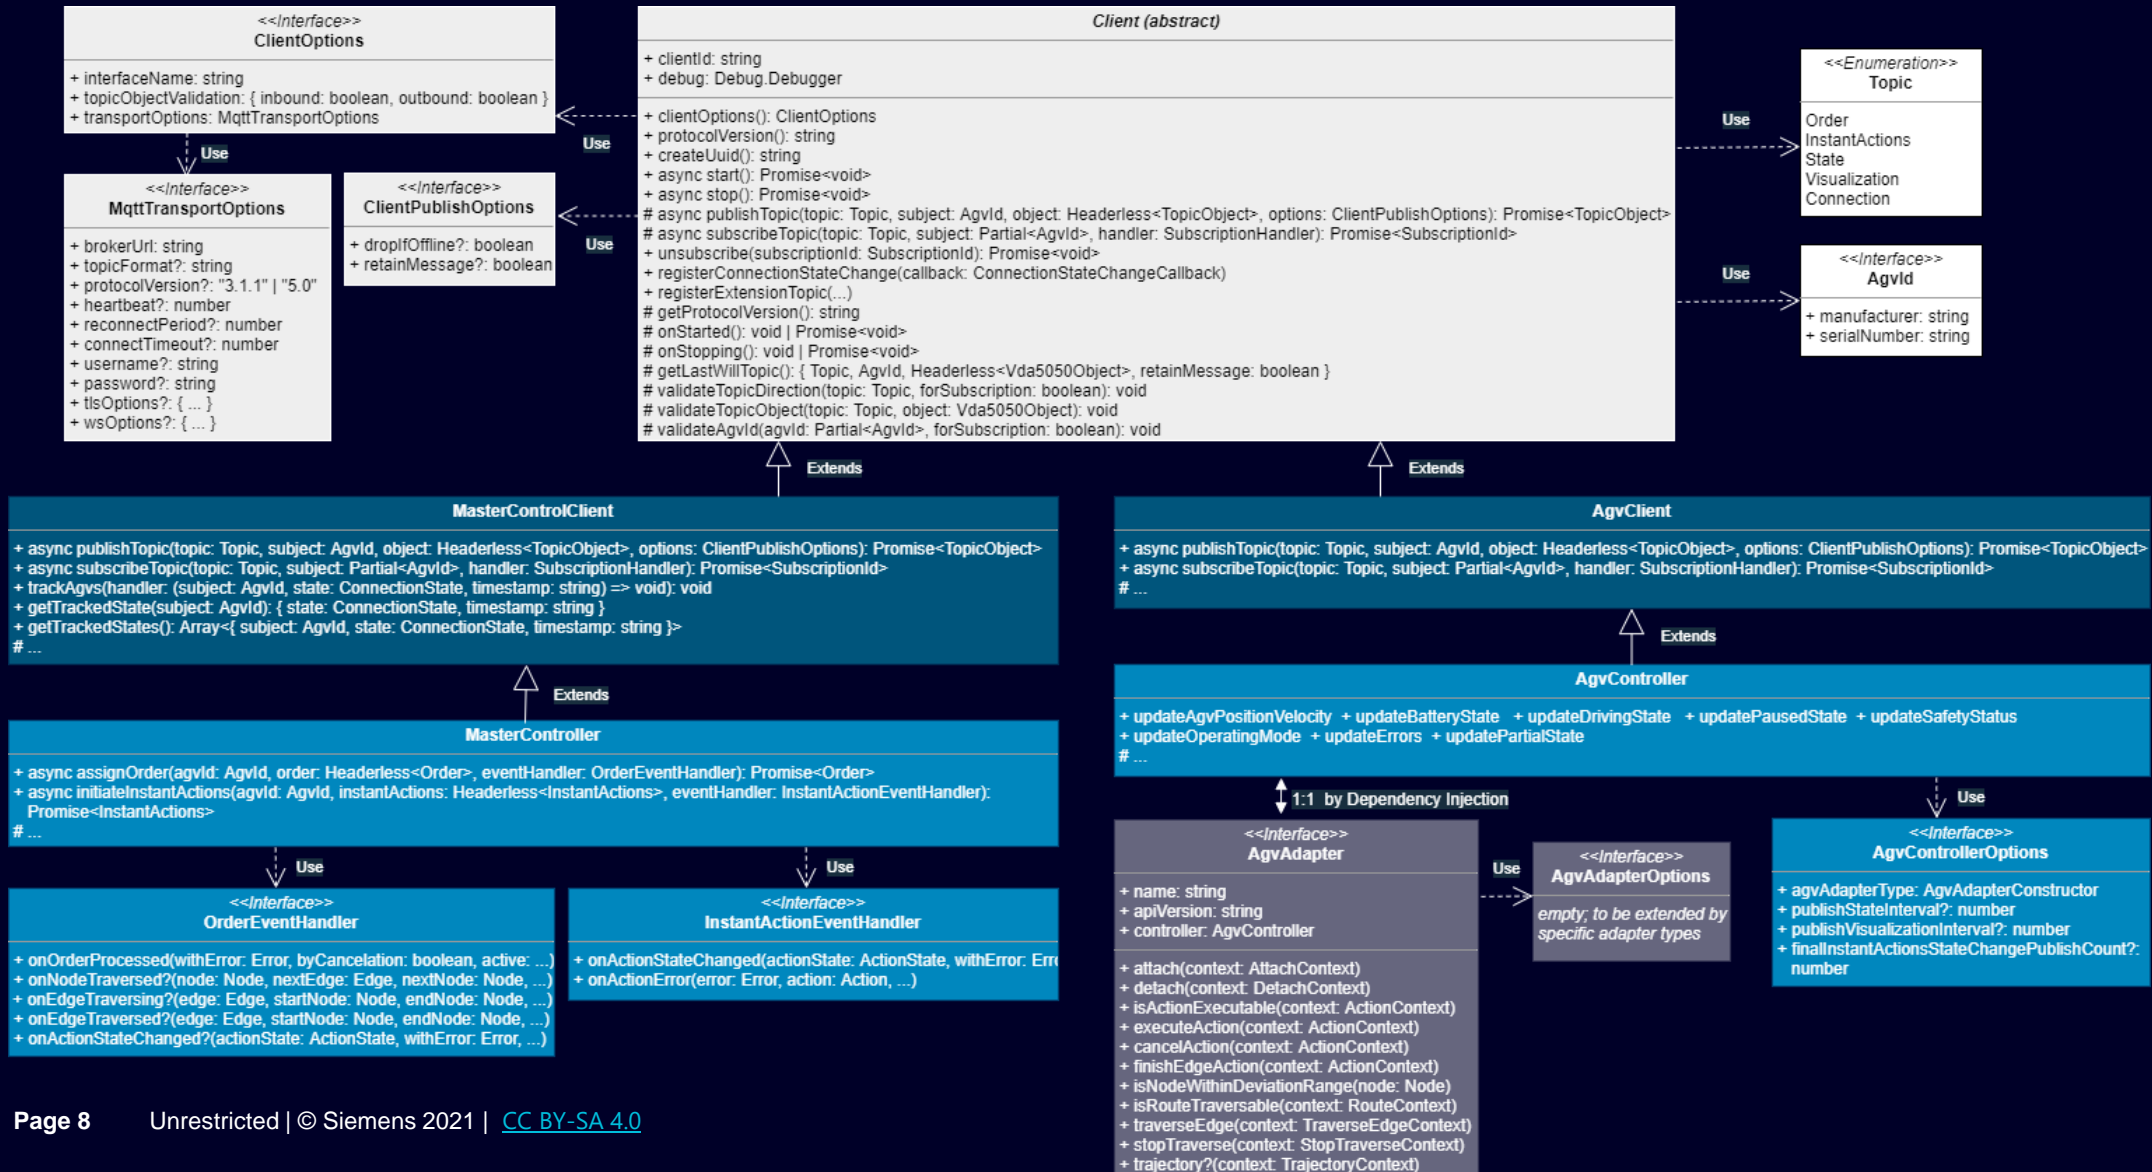 <<Interface>>
ClientOptions
+ interfaceName: string
+ topicObjectValidation: { inbound: boolean, outbound: boolean }
+ transportOptions: MqttTransportOptions
Use
<<Interface>>
MqttTransportOptions
+ brokerUrl: string
+ topicFormat?: string
+ protocolVersion?: "3.1.1" | "5.0"
+ heartbeat?: number
+ reconnectPeriod?: number
+ connectTimeout?: number
+ username?: string
+ password?: string
+ tlsOptions?: { ... }
+ wsOptions?: { ... }
<<Interface>>
ClientPublishOptions
+ dropIfOffline?: boolean
+ retainMessage?: boolean
Use
Use
Client (abstract)
+ clientId: string
+ debug: Debug.Debugger
+ clientOptions(): ClientOptions
+ protocolVersion(): string
+ createUuid(): string
+ async start(): Promise<void>
+ async stop(): Promise<void>
# async publishTopic(topic: Topic, subject: AgvId, object: Headerless<TopicObject>, options: ClientPublishOptions): Promise<TopicObject>
# async subscribeTopic(topic: Topic, subject: Partial<AgvId>, handler: SubscriptionHandler): Promise<SubscriptionId>
+ unsubscribe(subscriptionId: SubscriptionId): Promise<void>
+ registerConnectionStateChange(callback: ConnectionStateChangeCallback)
+ registerExtensionTopic(...)
# getProtocolVersion(): string
# onStarted(): void | Promise<void>
# onStopping(): void | Promise<void>
# getLastWillTopic(): { Topic, AgvId, Headerless<Vda5050Object>, retainMessage: boolean }
# validateTopicDirection(topic: Topic, forSubscription: boolean): void
# validateTopicObject(topic: Topic, object: Vda5050Object): void
# validateAgvId(agvId: Partial<AgvId>, forSubscription: boolean): void
Use
<<Enumeration>>
Topic
Order
InstantActions
State
Visualization
Connection
Use
<<Interface>>
AgvId
+ manufacturer: string
+ serialNumber: string
Extends
Extends
MasterControlClient
+ async publishTopic(topic: Topic, subject: AgvId, object: Headerless<TopicObject>, options: ClientPublishOptions): Promise<TopicObject>
+ async subscribeTopic(topic: Topic, subject: Partial<AgvId>, handler: SubscriptionHandler): Promise<SubscriptionId>
+ trackAgvs(handler: (subject: AgvId, state: ConnectionState, timestamp: string) => void): void
+ getTrackedState(subject: AgvId): { state: ConnectionState, timestamp: string }
+ getTrackedStates(): Array<{ subject: AgvId, state: ConnectionState, timestamp: string }>
# ...
Extends
MasterController
+ async assignOrder(agvId: AgvId, order: Headerless<Order>, eventHandler: OrderEventHandler): Promise<Order>
+ async initiateInstantActions(agvId: AgvId, instantActions: Headerless<InstantActions>, eventHandler: InstantActionEventHandler):
Promise<InstantActions>
# ...
Use
Use
<<Interface>>
OrderEventHandler
+ onOrderProcessed(withError: Error, byCancelation: boolean, active: ...)
+ onNodeTraversed?(node: Node, nextEdge: Edge, nextNode: Node, ...)
+ onEdgeTraversing?(edge: Edge, startNode: Node, endNode: Node, ...)
+ onEdgeTraversed?(edge: Edge, startNode: Node, endNode: Node, ...)
+ onActionStateChanged?(actionState: ActionState, withError: Error, ...)
<<Interface>>
InstantActionEventHandler
+ onActionStateChanged(actionState: ActionState, withError: Erro
+ onActionError(error: Error, action: Action, ...)
AgvClient
+ async publishTopic(topic: Topic, subject: AgvId, object: Headerless<TopicObject>, options: ClientPublishOptions): Promise<TopicObject>
+ async subscribeTopic(topic: Topic, subject: Partial<AgvId>, handler: SubscriptionHandler): Promise<SubscriptionId>
# ...
Extends
AgvController
+ updateAgvPositionVelocity + updateBatteryState + updateDrivingState + updatePausedState + updateSafetyStatus
+ updateOperatingMode + updateErrors + updatePartialState
# ...
1:1 by Dependency Injection
Use
<<Interface>>
AgvAdapter
+ name: string
+ apiVersion: string
+ controller: AgvController
+ attach(context: AttachContext)
+ detach(context: DetachContext)
+ isActionExecutable(context: ActionContext)
+ executeAction(context: ActionContext)
+ cancelAction(context: ActionContext)
+ finishEdgeAction(context: ActionContext)
+ isNodeWithinDeviationRange(node: Node)
+ isRouteTraversable(context: RouteContext)
+ traverseEdge(context: TraverseEdgeContext)
+ stopTraverse(context: StopTraverseContext)
+ trajectory?(context: TrajectoryContext)
Use
<<Interface>>
AgvAdapterOptions
empty; to be extended by
specific adapter types
<<Interface>>
AgvControllerOptions
+ agvAdapterType: AgvAdapterConstructor
+ publishStateInterval?: number
+ publishVisualizationInterval?: number
+ finalInstantActionsStateChangePublishCount?:
number
Page 8 Unrestricted | © Siemens 2021 | CC BY-SA 4.0